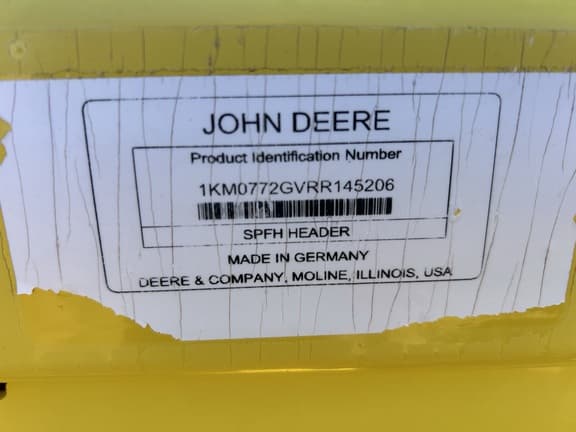 JOHN DEERE
Product Identification Number
1KM0772GVRR145206
SPFH HEADER
MADE IN GERMANY
DEERE & COMPANY, MOLINE, ILLINOIS, USA